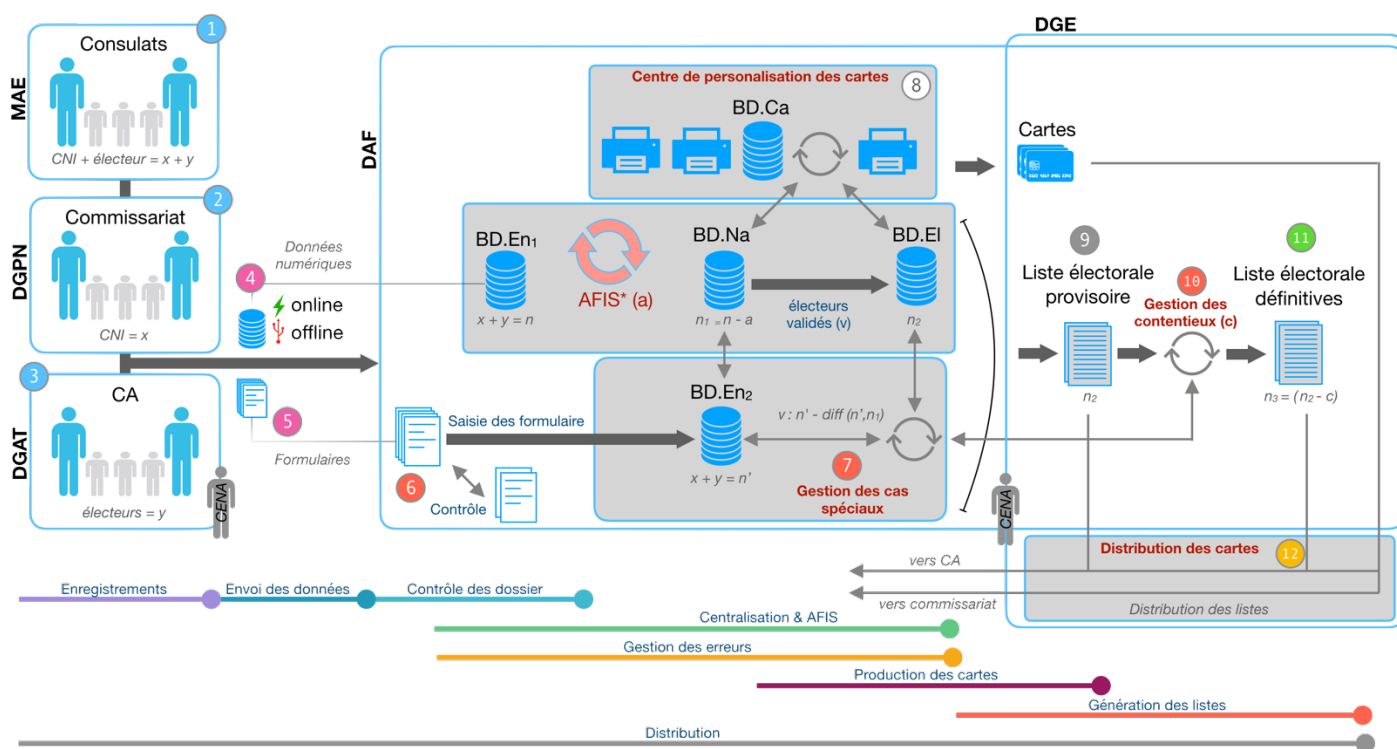 DGE
MAE
1
Consulats
CNI + électeur = x + y
DGPN
2
Commissariat
CNI = x
DGAT
3
CA
électeurs = y
CENA
Données
numériques
4
online
offline
5
Formulaires
DAF
Centre de personalisation des cartes
8
BD.Ca
BD.En1
x + y = n
AFIS* (a)
BD.Na
n1 = n - a
électeurs
validés (v)
BD.El
n2
BD.En2
x + y = n'
v : n' - diff (n',n1)
7
Gestion des cas
spéciaux
Saisie des formulaire
6
Contrôle
Cartes
9
Liste électorale
provisoire
n2
10
Gestion des
contentieux (c)
11
Liste électorale
définitives
n3 = (n2 - c)
CENA
Distribution des cartes
12
vers CA
vers commissariat
Distribution des listes
Enregistrements
Envoi des données
Contrôle des dossier
Centralisation & AFIS
Gestion des erreurs
Production des cartes
Génération des listes
Distribution